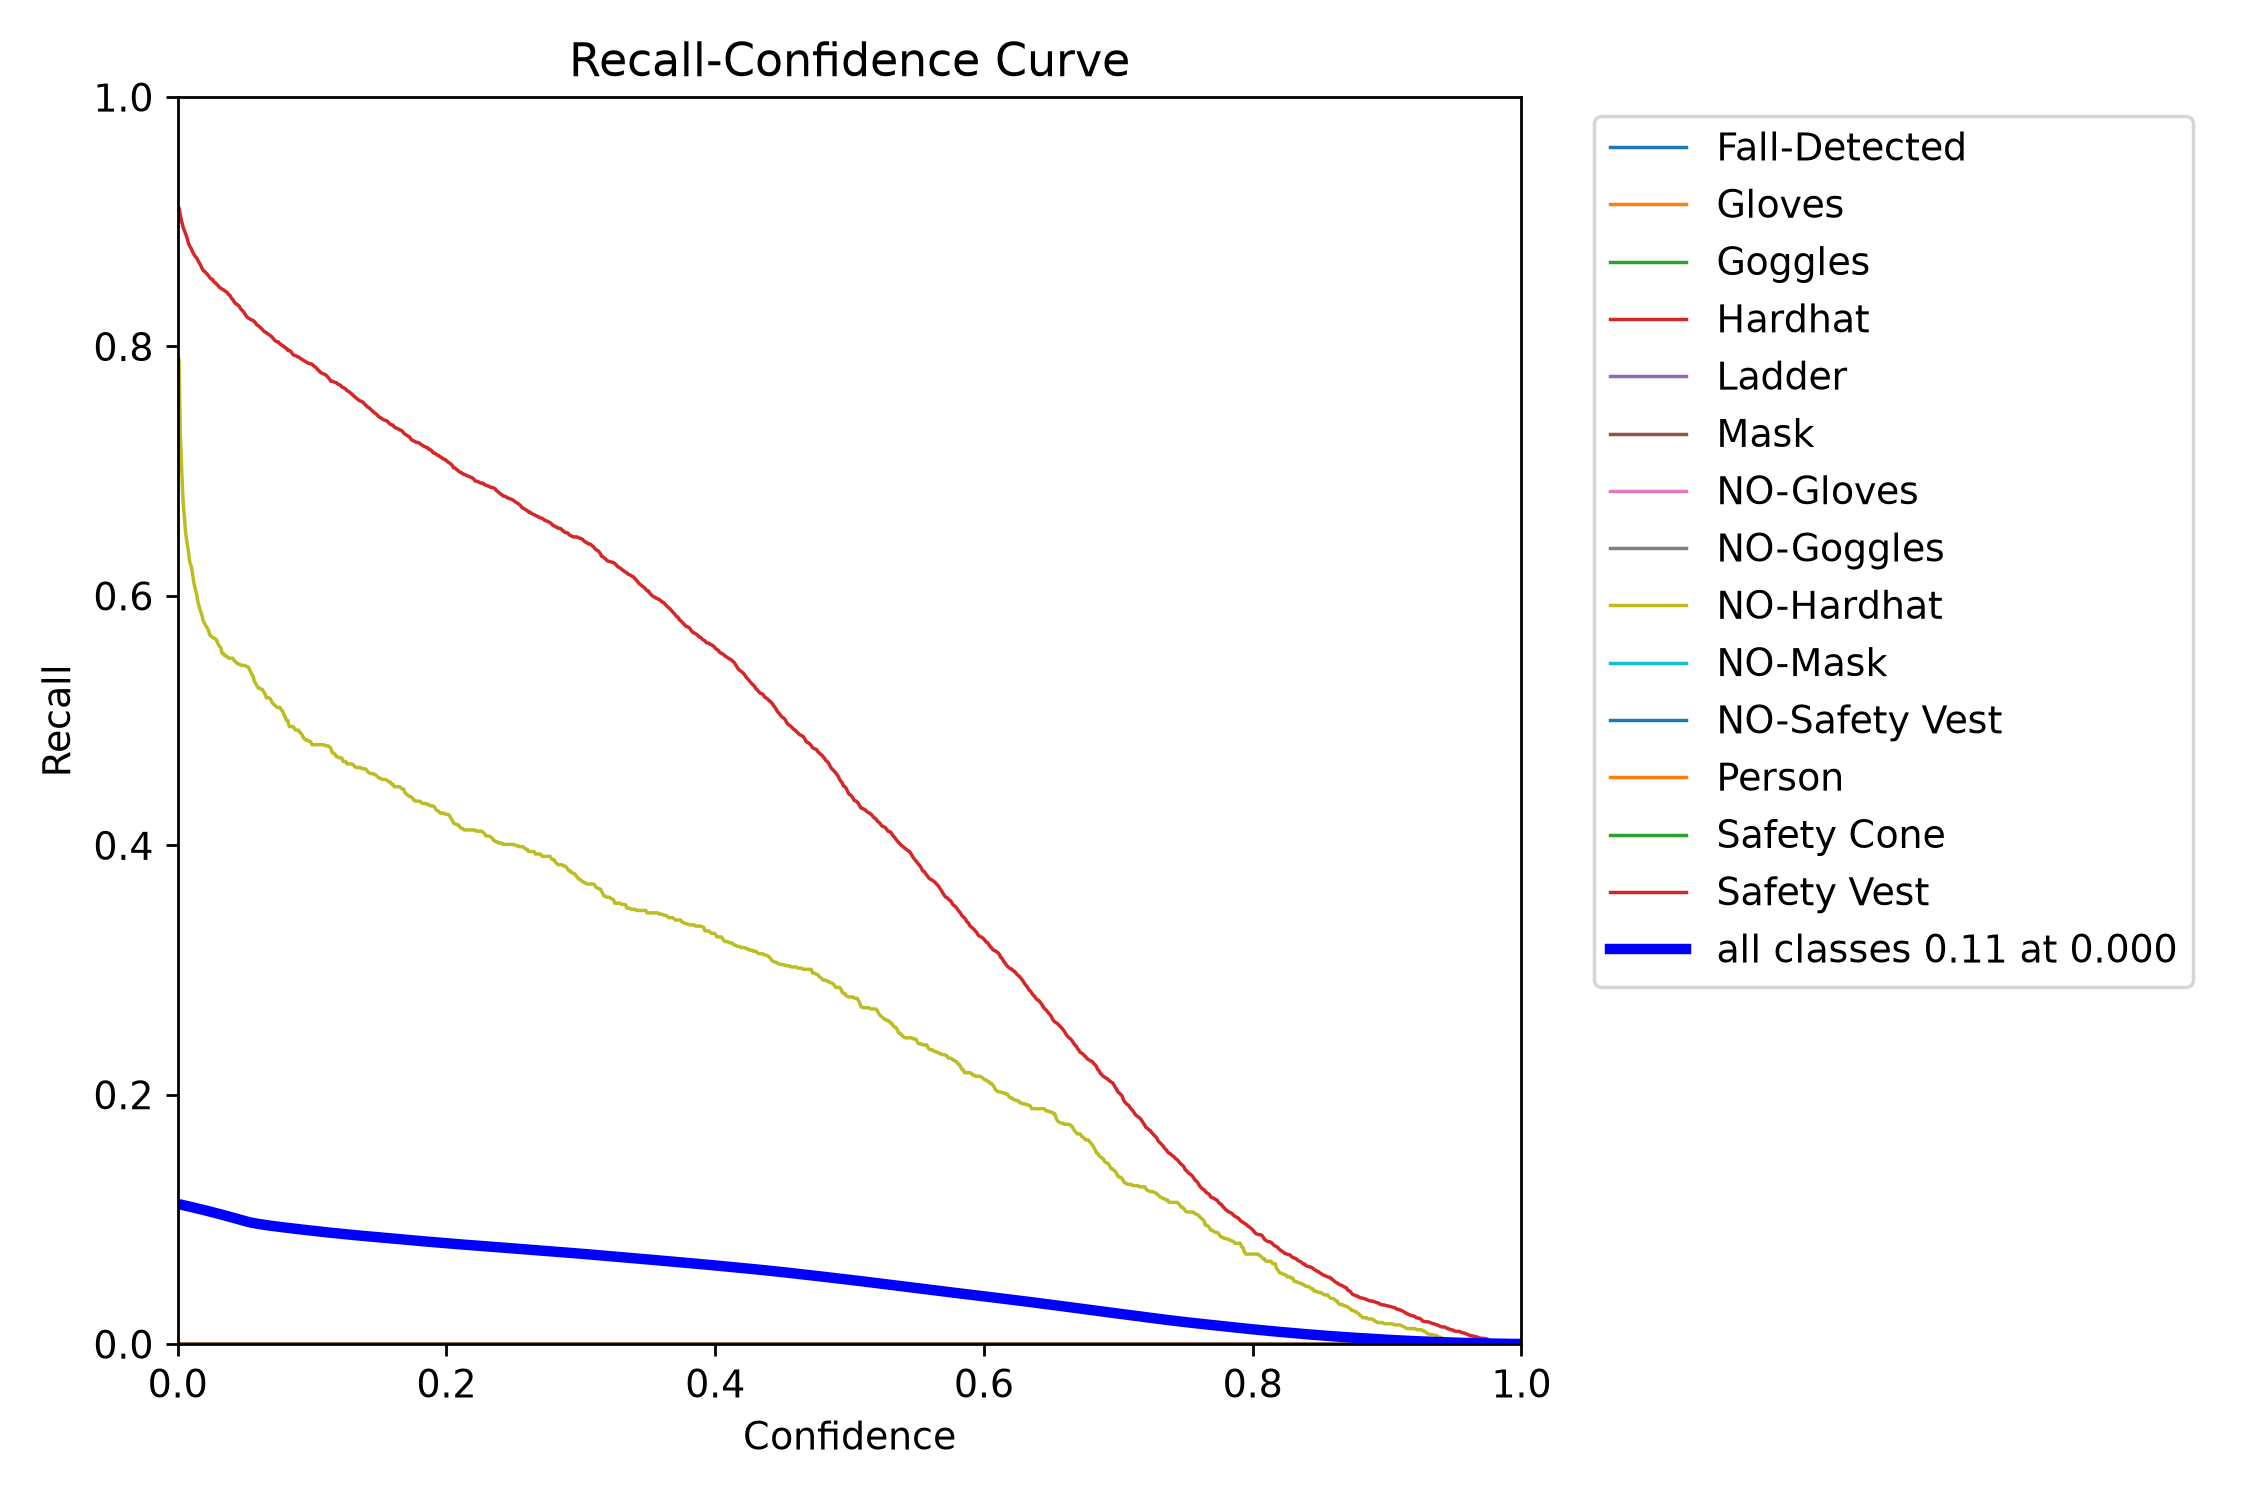 Recall-Confidence Curve
1.0
0.8
0.6
0.4
0.2
0.0
Recall
0.0 0.2 0.4 0.6 0.8 1.0
Confidence
Fall-Detected
Gloves
Goggles
Hardhat
Ladder
Mask
NO-Gloves
NO-Goggles
NO-Hardhat
NO-Mask
NO-Safety Vest
Person
Safety Cone
Safety Vest
all classes 0.11 at 0.000